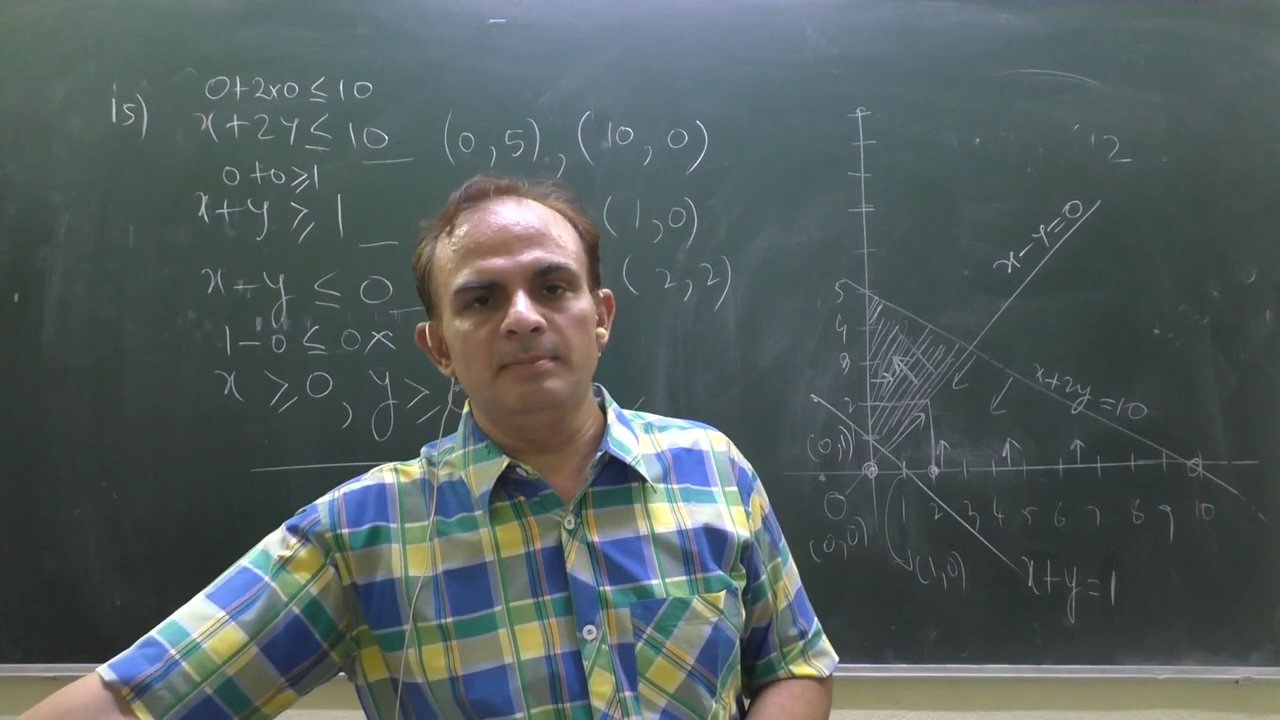 15)
0+2x0 ≤ 10
x+2y ≤ 10 (0,5), (10,0)
0+0 ≥ 1
x+y ≥ 1 (1,0)
x-y ≤ 0 (2,2)
1-0 ≤ 0 x
x ≥ 0, y ≥
12
x-y=0
5
4
3
2
x+2y=10
(0,1)
0 1 2 3 4 5 6 7 8 9 10
(0,0)
(1,0)
x+y=1